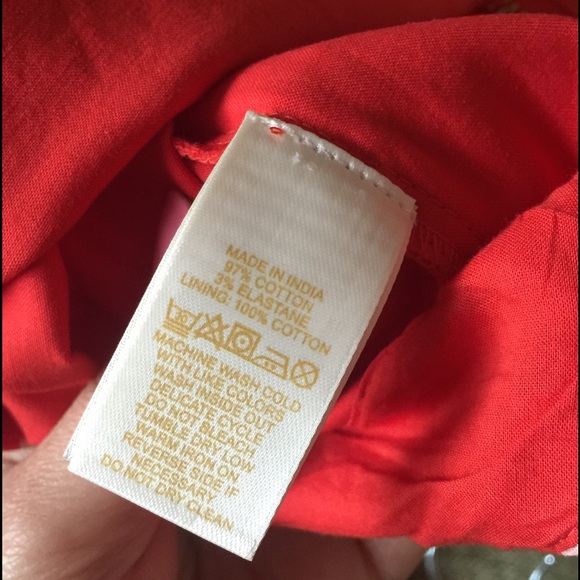 MADE IN INDIA
97% COTTON
3% ELASTANE
LINING: 100% COTTON
30
MACHINE WASH COLD
WITH LIKE COLORS
WASH INSIDE OUT
DELICATE CYCLE
DO NOT BLEACH
TUMBLE DRY LOW
WARM IRON ON
REVERSE SIDE IF
NECESSARY
DO NOT DRY CLEAN